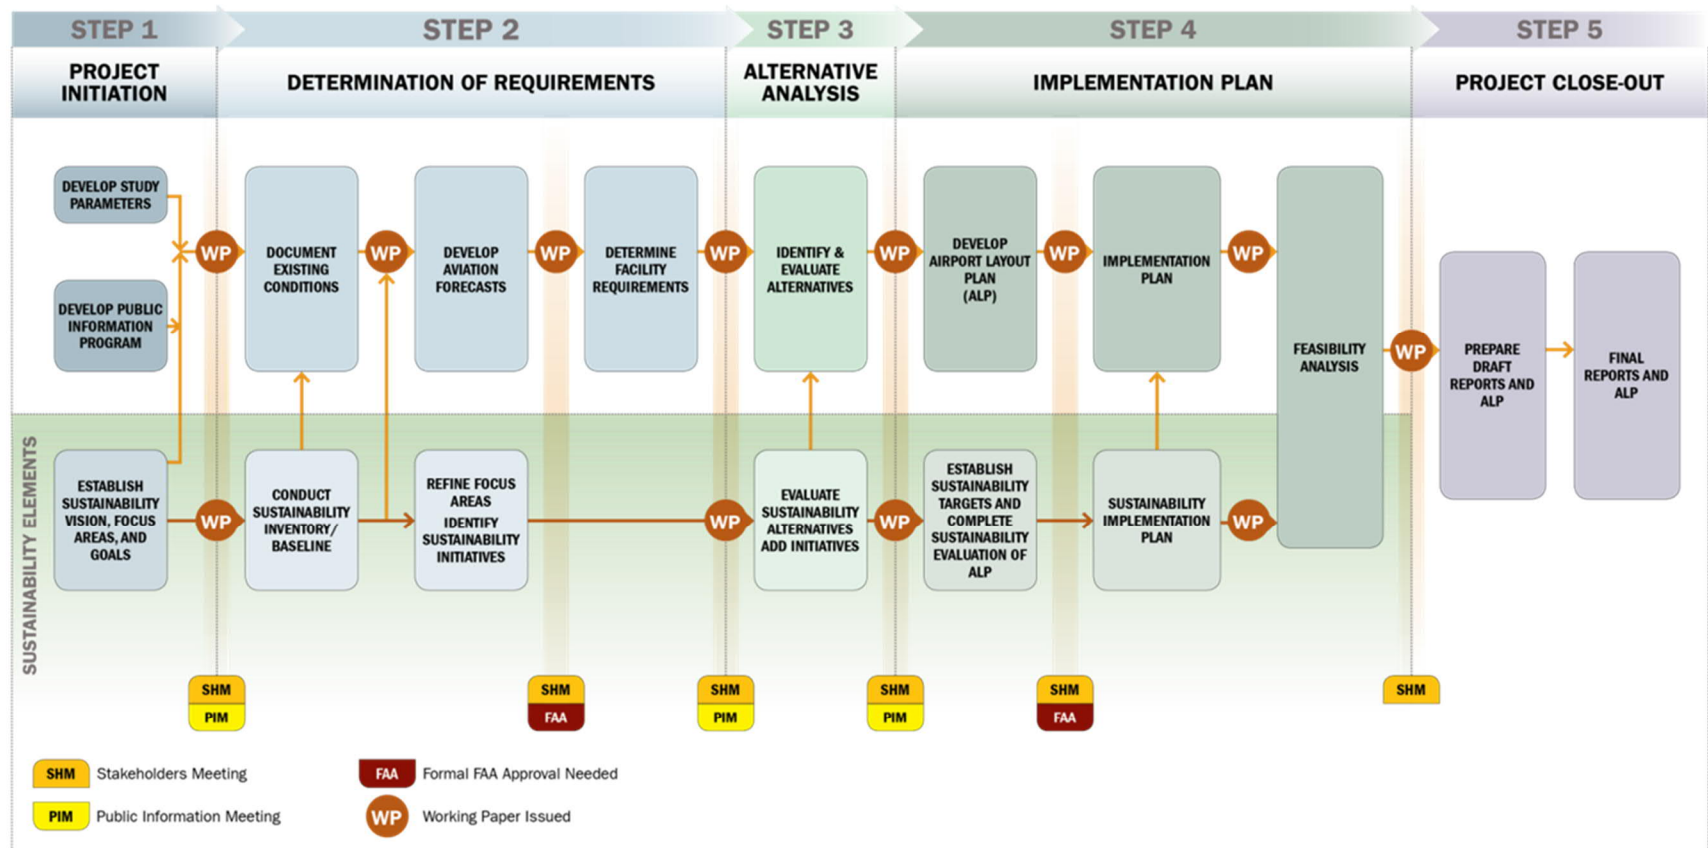 STEP 1
STEP 2
STEP 3
STEP 4
STEP 5
PROJECT
INITIATION
DETERMINATION OF REQUIREMENTS
ALTERNATIVE
ANALYSIS
IMPLEMENTATION PLAN
PROJECT CLOSE-OUT
DEVELOP STUDY
PARAMETERS
DEVELOP PUBLIC
INFORMATION
PROGRAM
WP
DOCUMENT
EXISTING
CONDITIONS
WP
DEVELOP
AVIATION
FORECASTS
WP
DETERMINE
FACILITY
REQUIREMENTS
WP
IDENTIFY &
EVALUATE
ALTERNATIVES
WP
DEVELOP
AIRPORT LAYOUT
PLAN
(ALP)
WP
IMPLEMENTATION
PLAN
WP
FEASIBILITY
ANALYSIS
WP
PREPARE
DRAFT
REPORTS AND
ALP
FINAL
REPORTS AND
ALP
SUSTAINABILITY ELEMENTS
ESTABLISH
SUSTAINABILITY
VISION, FOCUS
AREAS, AND
GOALS
WP
CONDUCT
SUSTAINABILITY
INVENTORY/
BASELINE
REFINE FOCUS
AREAS
IDENTIFY
SUSTAINABILITY
INITIATIVES
WP
EVALUATE
SUSTAINABILITY
ALTERNATIVES
ADD INITIATIVES
WP
ESTABLISH
SUSTAINABILITY
TARGETS AND
COMPLETE
SUSTAINABILITY
EVALUATION OF
ALP
SUSTAINABILITY
IMPLEMENTATION
PLAN
WP
SHM
PIM
SHM
FAA
SHM
PIM
SHM
PIM
SHM
FAA
SHM
SHM Stakeholders Meeting
FAA Formal FAA Approval Needed
PIM Public Information Meeting
WP Working Paper Issued